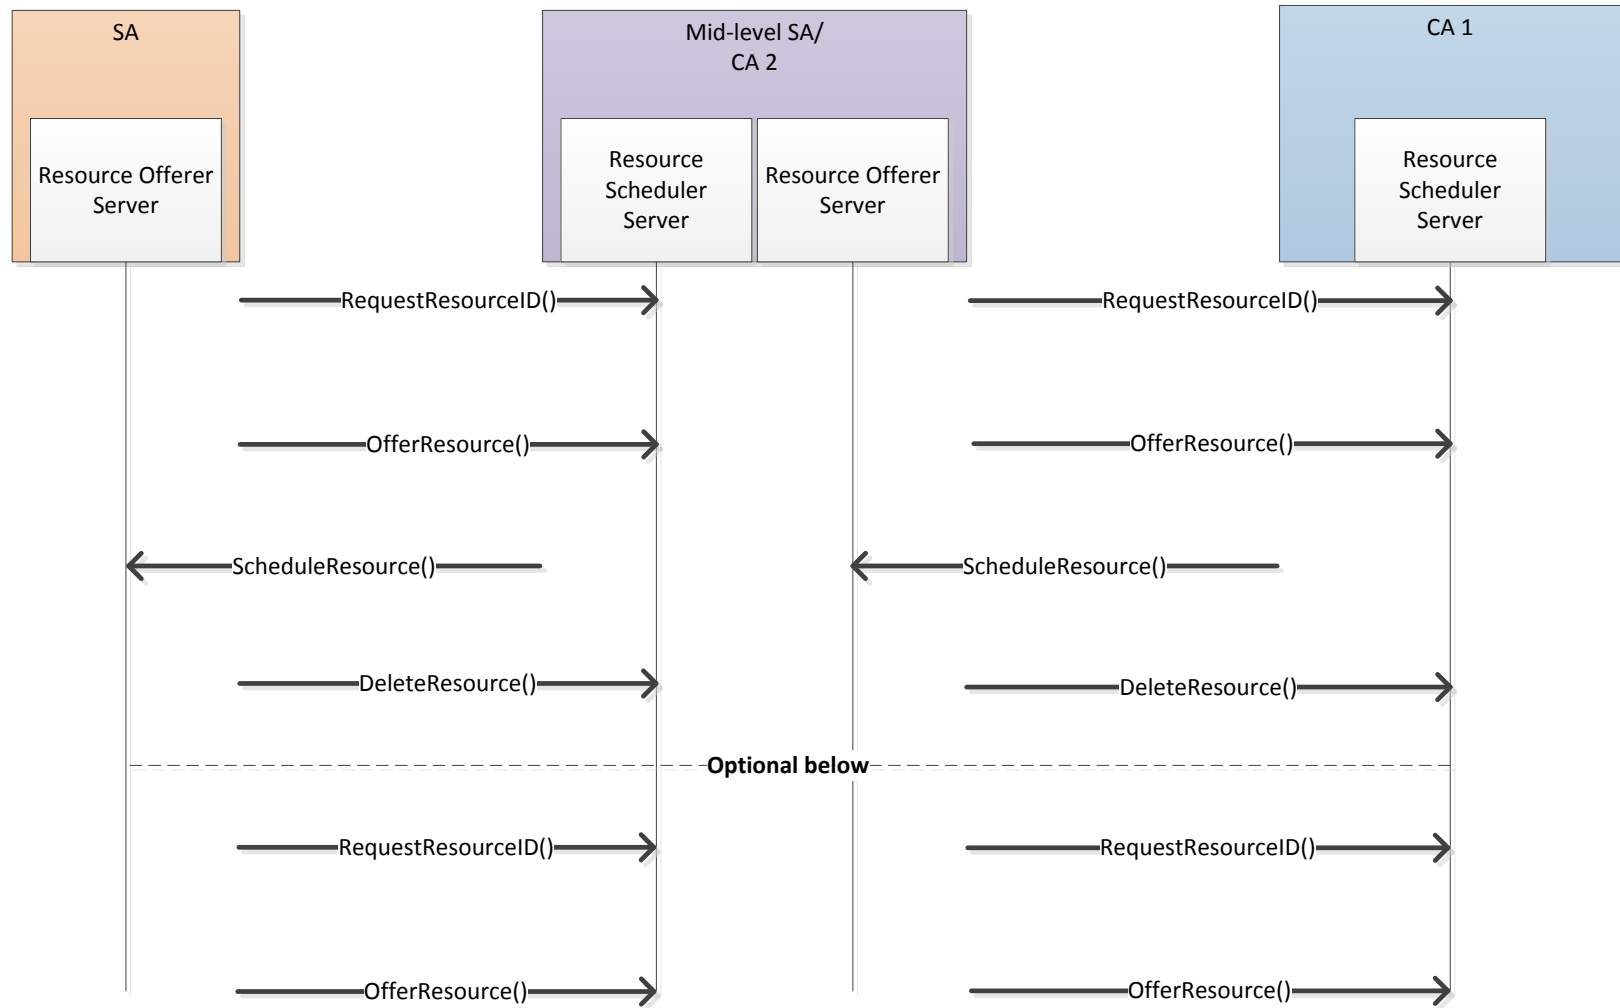 SA
Mid-level SA/
CA 2
CA 1
Resource Offerer
Server
Resource
Scheduler
Server
Resource Offerer
Server
Resource
Scheduler
Server
RequestResourceID()
RequestResourceID()
OfferResource()
OfferResource()
ScheduleResource()
ScheduleResource()
DeleteResource()
DeleteResource()
Optional below
RequestResourceID()
RequestResourceID()
OfferResource()
OfferResource()